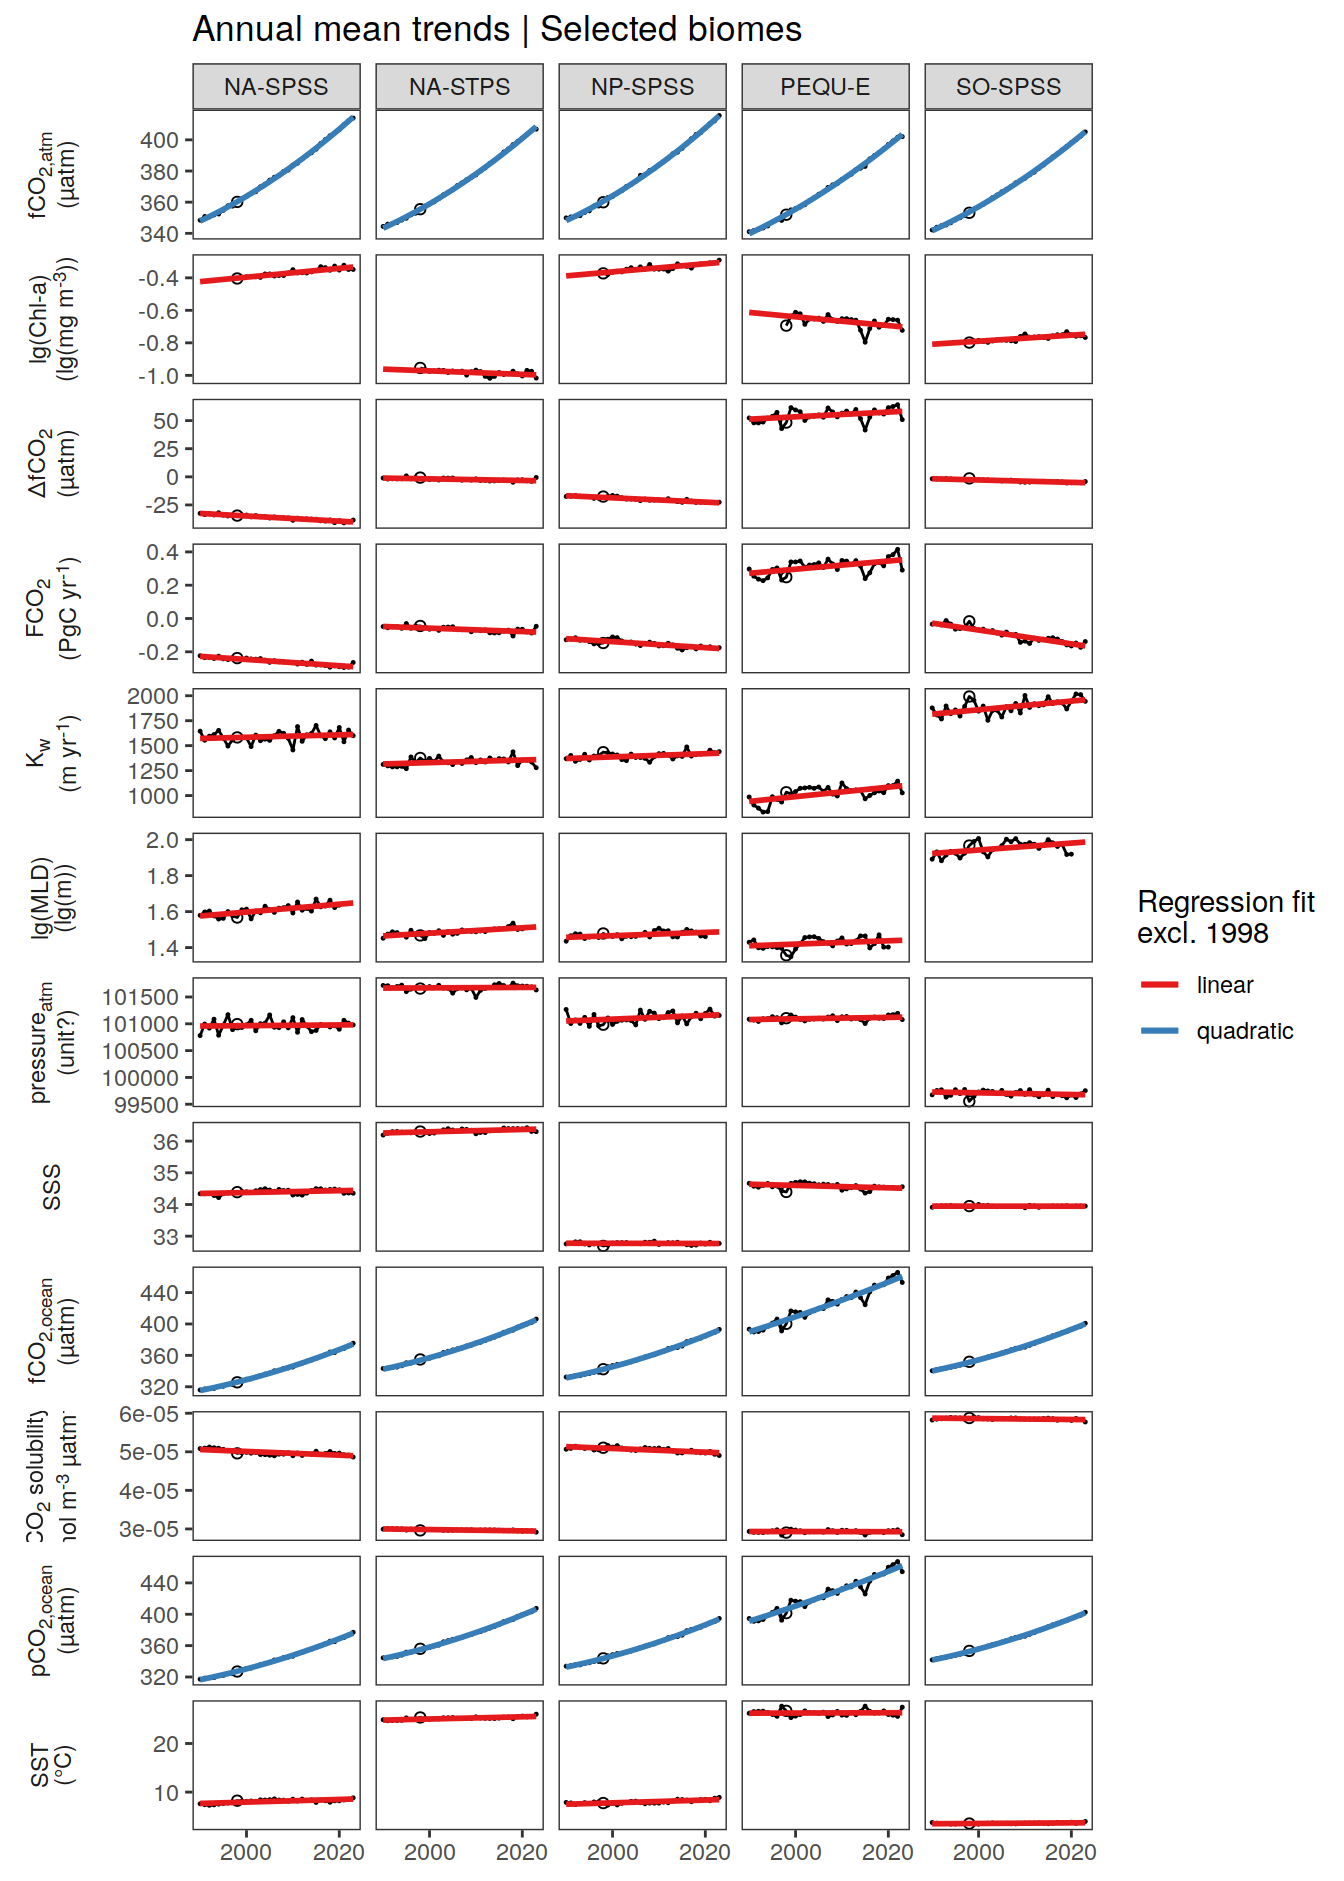 Annual mean trends | Selected biomes
NA-SPSS NA-STPS NP-SPSS PEQU-E SO-SPSS
fCO2,atm
(µatm)
400
380
360
340
lg(Chl-a)
(lg(mg m-3))
-0.4
-0.6
-0.8
-1.0
ΔfCO2
(µatm)
50
25
0
-25
FCO2
(PgC yr-1)
0.4
0.2
0.0
-0.2
Kw
(m yr-1)
2000
1750
1500
1250
1000
lg(MLD)
(lg(m))
2.0
1.8
1.6
1.4
pressureatm
(unit?)
101500
101000
100500
100000
99500
SSS
36
35
34
33
fCO2,ocean
(µatm)
440
400
360
320
CO2 solubility
nol m-3 µatm-
6e-05
5e-05
4e-05
3e-05
pCO2,ocean
(µatm)
440
400
360
320
SST
(°C)
20
10
2000 2020 2000 2020 2000 2020 2000 2020 2000 2020
Regression fit
excl. 1998
linear
quadratic